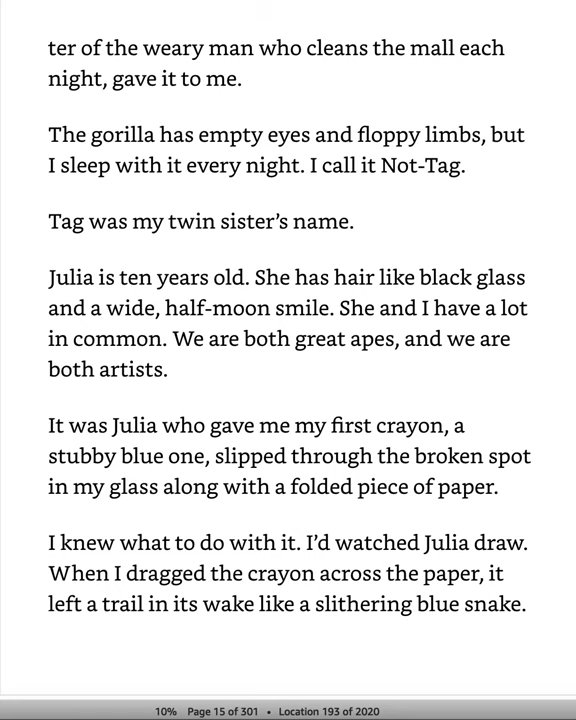 ter of the weary man who cleans the mall each
night, gave it to me.
The gorilla has empty eyes and floppy limbs, but
I sleep with it every night. I call it Not-Tag.
Tag was my twin sister’s name.
Julia is ten years old. She has hair like black glass
and a wide, half-moon smile. She and I have a lot
in common. We are both great apes, and we are
both artists.
It was Julia who gave me my first crayon, a
stubby blue one, slipped through the broken spot
in my glass along with a folded piece of paper.
I knew what to do with it. I’d watched Julia draw.
When I dragged the crayon across the paper, it
left a trail in its wake like a slithering blue snake.
10% Page 15 of 301 • Location 193 of 2020